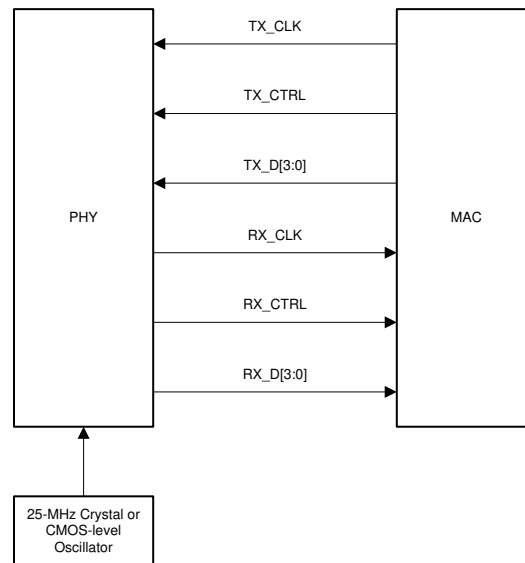 TX_CLK
TX_CTRL
TX_D[3:0]
PHY
MAC
RX_CLK
RX_CTRL
RX_D[3:0]
25-MHz Crystal or
CMOS-level
Oscillator